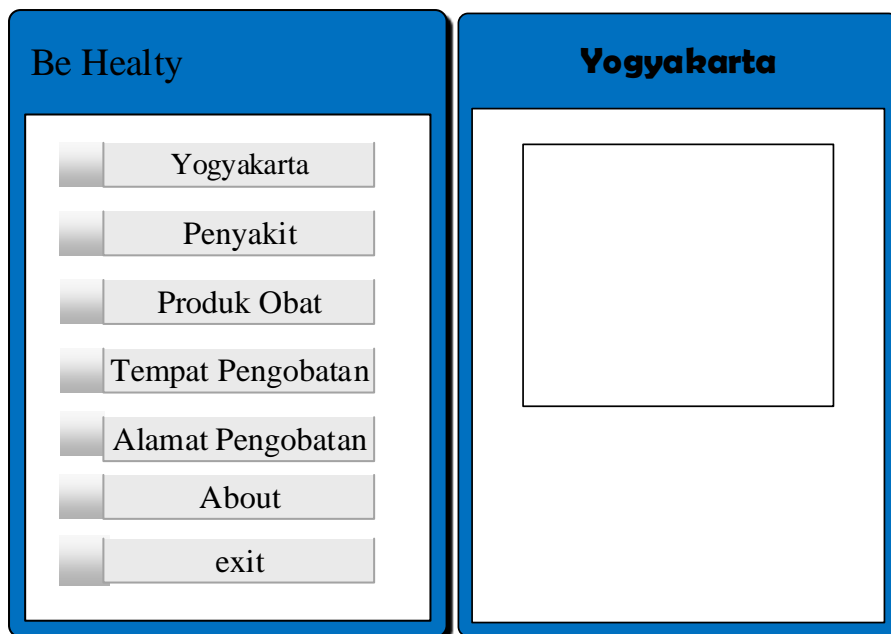 Be Healty
Yogyakarta
Penyakit
Produk Obat
Tempat Pengobatan
Alamat Pengobatan
About
exit
Yogyakarta